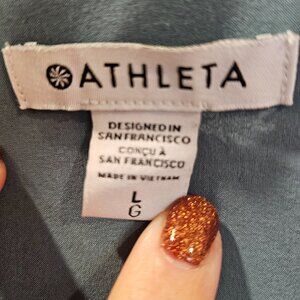 ATHLETA
DESIGNED IN
SAN FRANCISCO
CONÇU À
SAN FRANCISCO
MADE IN VIETNAM
L
G